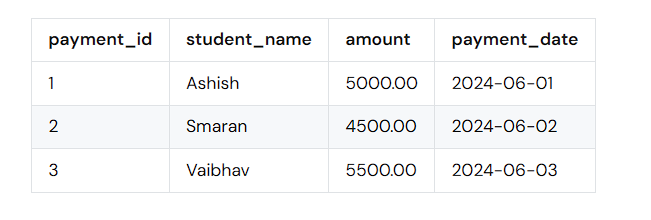 payment_id student_name amount payment_date
1 Ashish 5000.00 2024-06-01
2 Smaran 4500.00 2024-06-02
3 Vaibhav 5500.00 2024-06-03